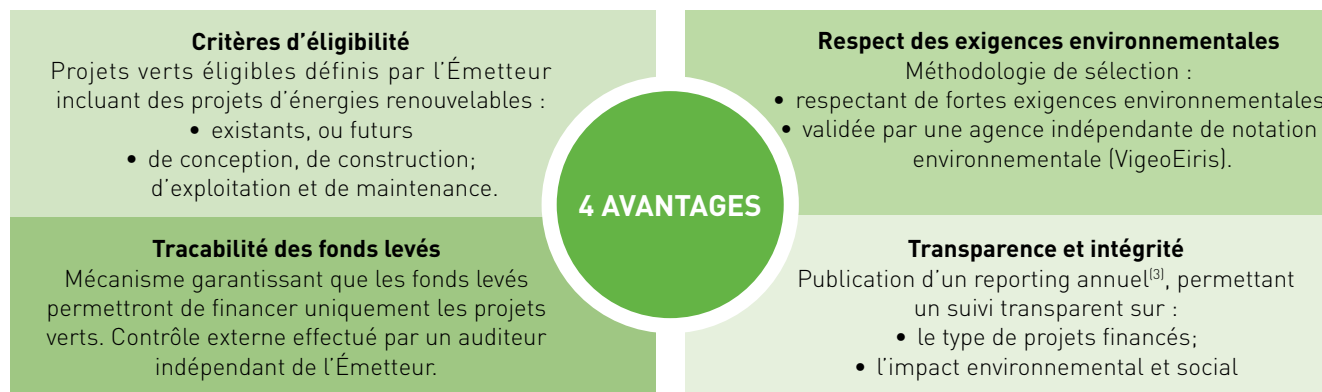 Critères d'éligibilité
Projets verts éligibles définis par l'Émetteur
incluant des projets d'énergies renouvelables :
• existants, ou futurs
• de conception, de construction;
d'exploitation et de maintenance.
Respect des exigences environnementales
Méthodologie de sélection :
• respectant de fortes exigences environnementales
• validée par une agence indépendante de notation
environnementale (VigeoEiris).
4 AVANTAGES
Tracabilité des fonds levés
Mécanisme garantissant que les fonds levés
permettront de financer uniquement les projets
verts. Contrôle externe effectué par un auditeur
indépendant de l'Émetteur.
Transparence et intégrité
Publication d'un reporting annuel(3), permettant
un suivi transparent sur :
• le type de projets financés;
• l'impact environnemental et social